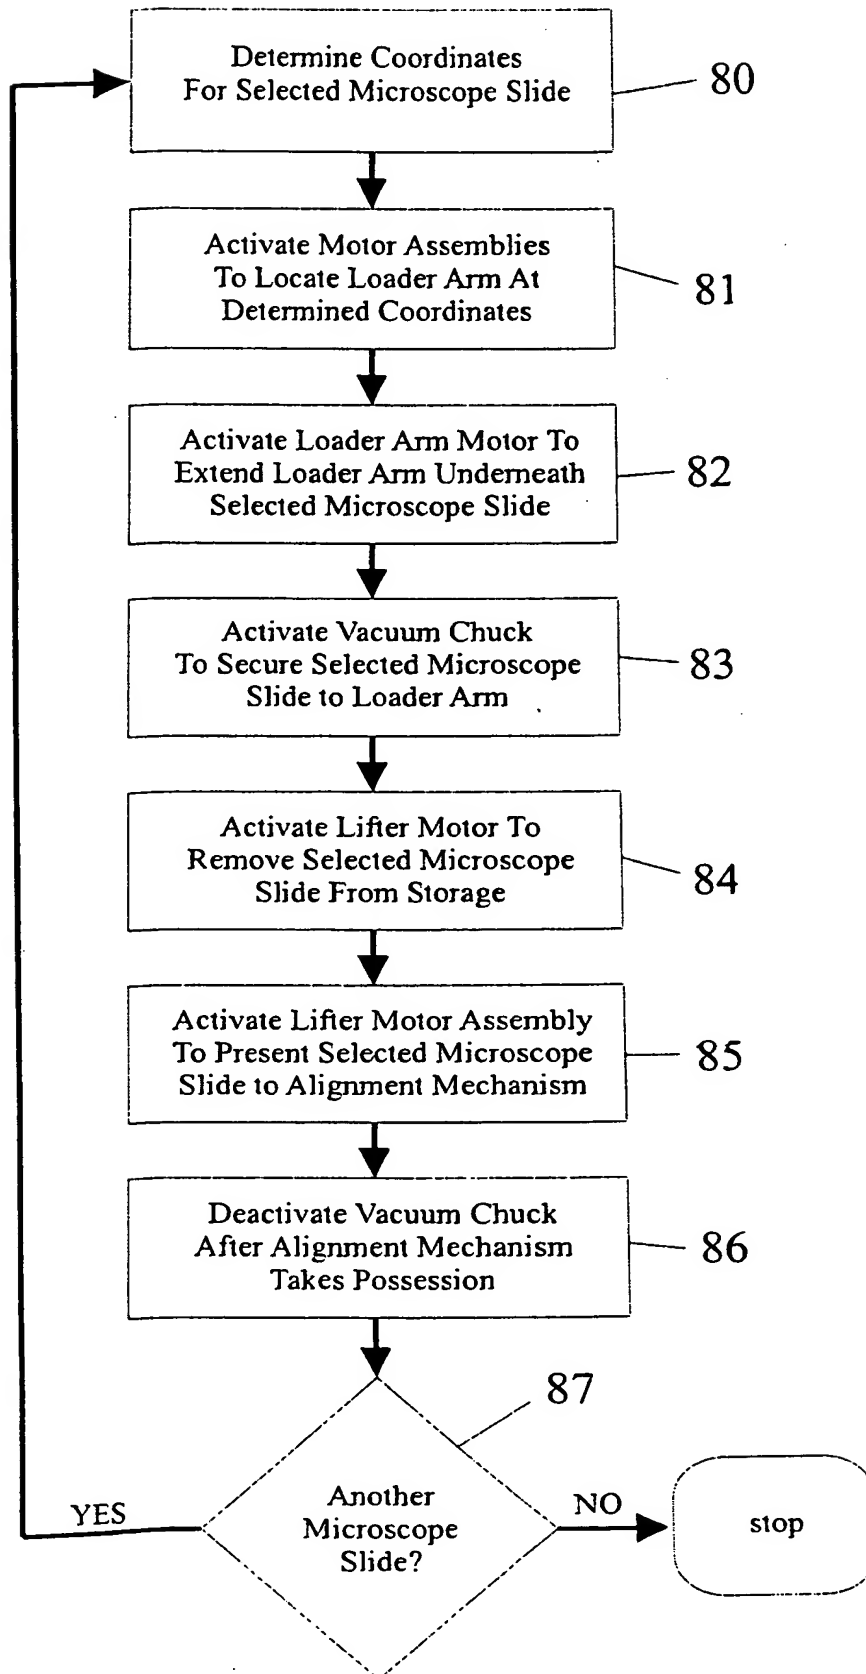 Determine Coordinates
For Selected Microscope Slide
80
Activate Motor Assemblies
To Locate Loader Arm At
Determined Coordinates
81
Activate Loader Arm Motor To
Extend Loader Arm Underneath
Selected Microscope Slide
82
Activate Vacuum Chuck
To Secure Selected Microscope
Slide to Loader Arm
83
Activate Lifter Motor To
Remove Selected Microscope
Slide From Storage
84
Activate Lifter Motor Assembly
To Present Selected Microscope
Slide to Alignment Mechanism
85
Deactivate Vacuum Chuck
After Alignment Mechanism
Takes Possession
86
87
Another
Microscope
Slide?
YES
NO
stop